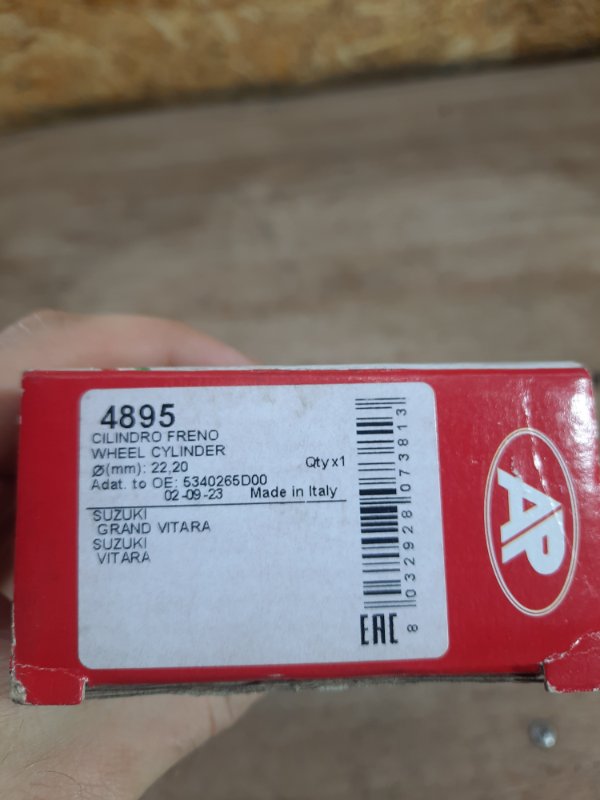 4895
CILINDRO FRENO
WHEEL CYLINDER
Ø(mm): 22,20 Qty x1
Adat. to OE: 5340265D00
02-09-23 Made in Italy
SUZUKI
GRAND VITARA
SUZUKI
VITARA
8 032928 073813
EAC
AP